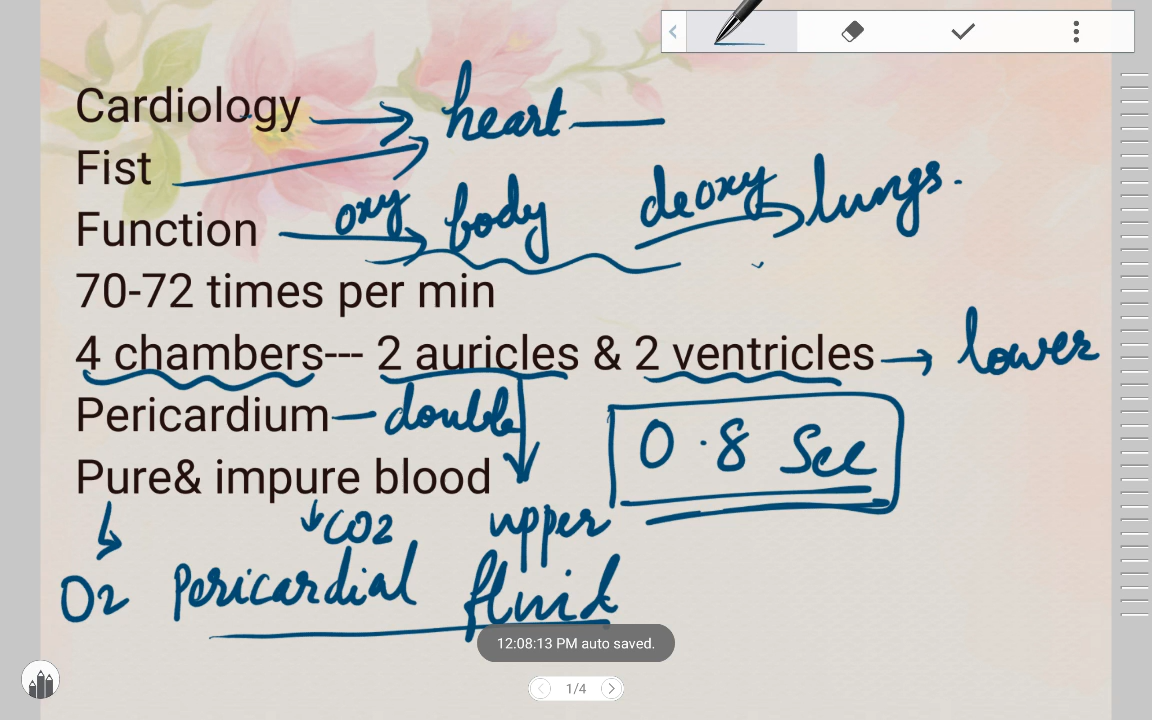 Cardiology → heart —
Fist
Function → oxy body deoxy → lungs.
70-72 times per min
4 chambers--- 2 auricles & 2 ventricles → lower
Pericardium — double
0.8 Sec
Pure& impure blood
↓ CO2 upper
O2 Pericardial fluid
12:08:13 PM auto saved.
1/4